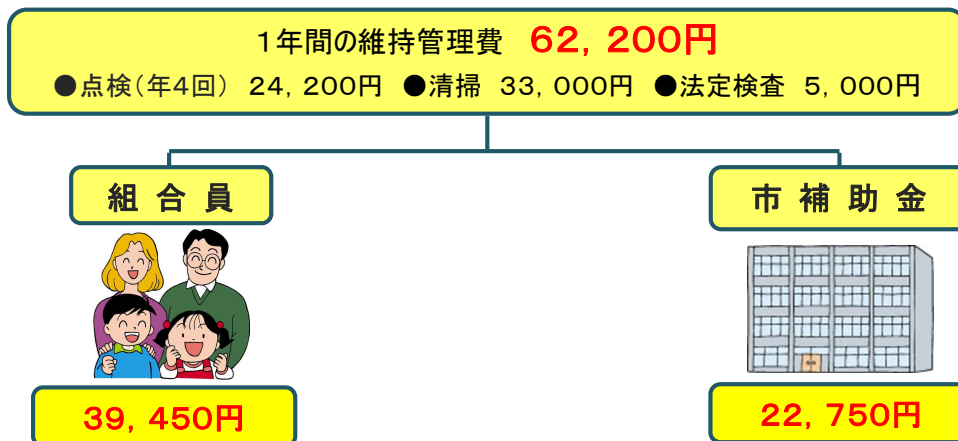 １年間の維持管理費　６２，２００円
●点検（年４回）　２４，２００円　●清掃　３３，０００円　●法定検査　５，０００円
組 合 員
市 補 助 金
３９，４５０円
２２，７５０円